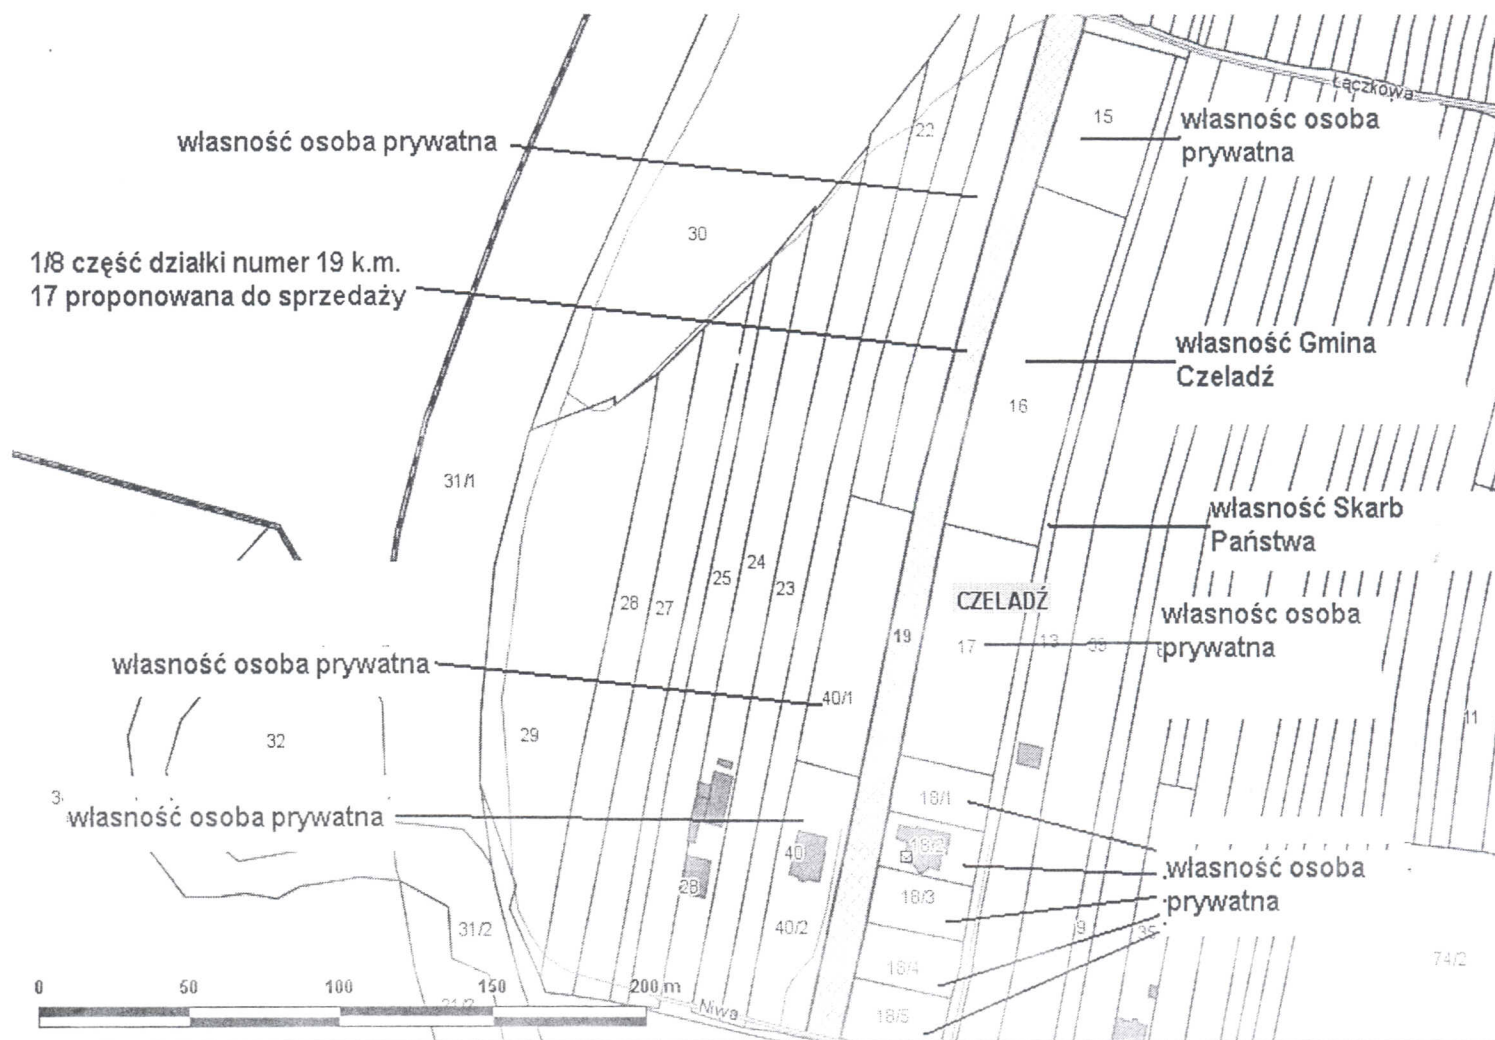 Łączkowa
15
własnośc osoba
prywatna
22
własność osoba prywatna
30
1/8 część działki numer 19 k.m.
17 proponowana do sprzedaży
własność Gmina
Czeladź
16
31/1
własność Skarb
Państwa
28
27
25
24
23
CZELADŹ
19
17
13
39
własność osoba
prywatna
własność osoba prywatna
40/1
32
29
11
18/1
własność osoba prywatna
40
18/2
własność osoba
prywatna
28
18/3
31/2
40/2
9
35
18/4
74/2
0 50 100 150 200 m
21/2
Niwa
18/5